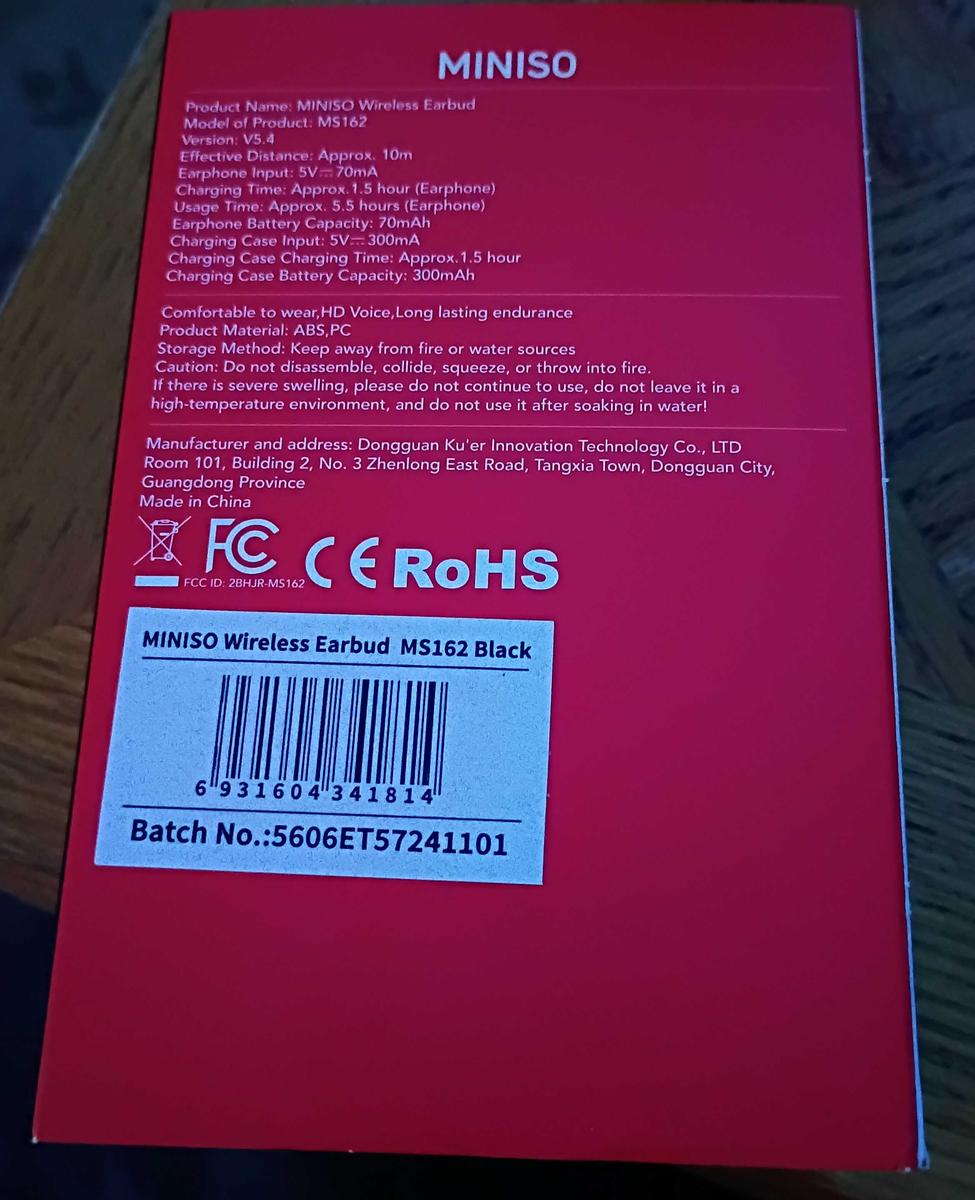 MINISO
Product Name: MINISO Wireless Earbud
Model of Product: MS162
Version: V5.4
Effective Distance: Approx. 10m
Earphone Input: 5V⎓70mA
Charging Time: Approx.1.5 hour (Earphone)
Usage Time: Approx. 5.5 hours (Earphone)
Earphone Battery Capacity: 70mAh
Charging Case Input: 5V⎓300mA
Charging Case Charging Time: Approx.1.5 hour
Charging Case Battery Capacity: 300mAh
Comfortable to wear,HD Voice,Long lasting endurance
Product Material: ABS,PC
Storage Method: Keep away from fire or water sources
Caution: Do not disassemble, collide, squeeze, or throw into fire.
If there is severe swelling, please do not continue to use, do not leave it in a
high-temperature environment, and do not use it after soaking in water!
Manufacturer and address: Dongguan Ku'er Innovation Technology Co., LTD
Room 101, Building 2, No. 3 Zhenlong East Road, Tangxia Town, Dongguan City,
Guangdong Province
Made in China
FC CE RoHS
FCC ID: 2BHJR-MS162
MINISO Wireless Earbud MS162 Black
6 931604 341814
Batch No.:5606ET57241101